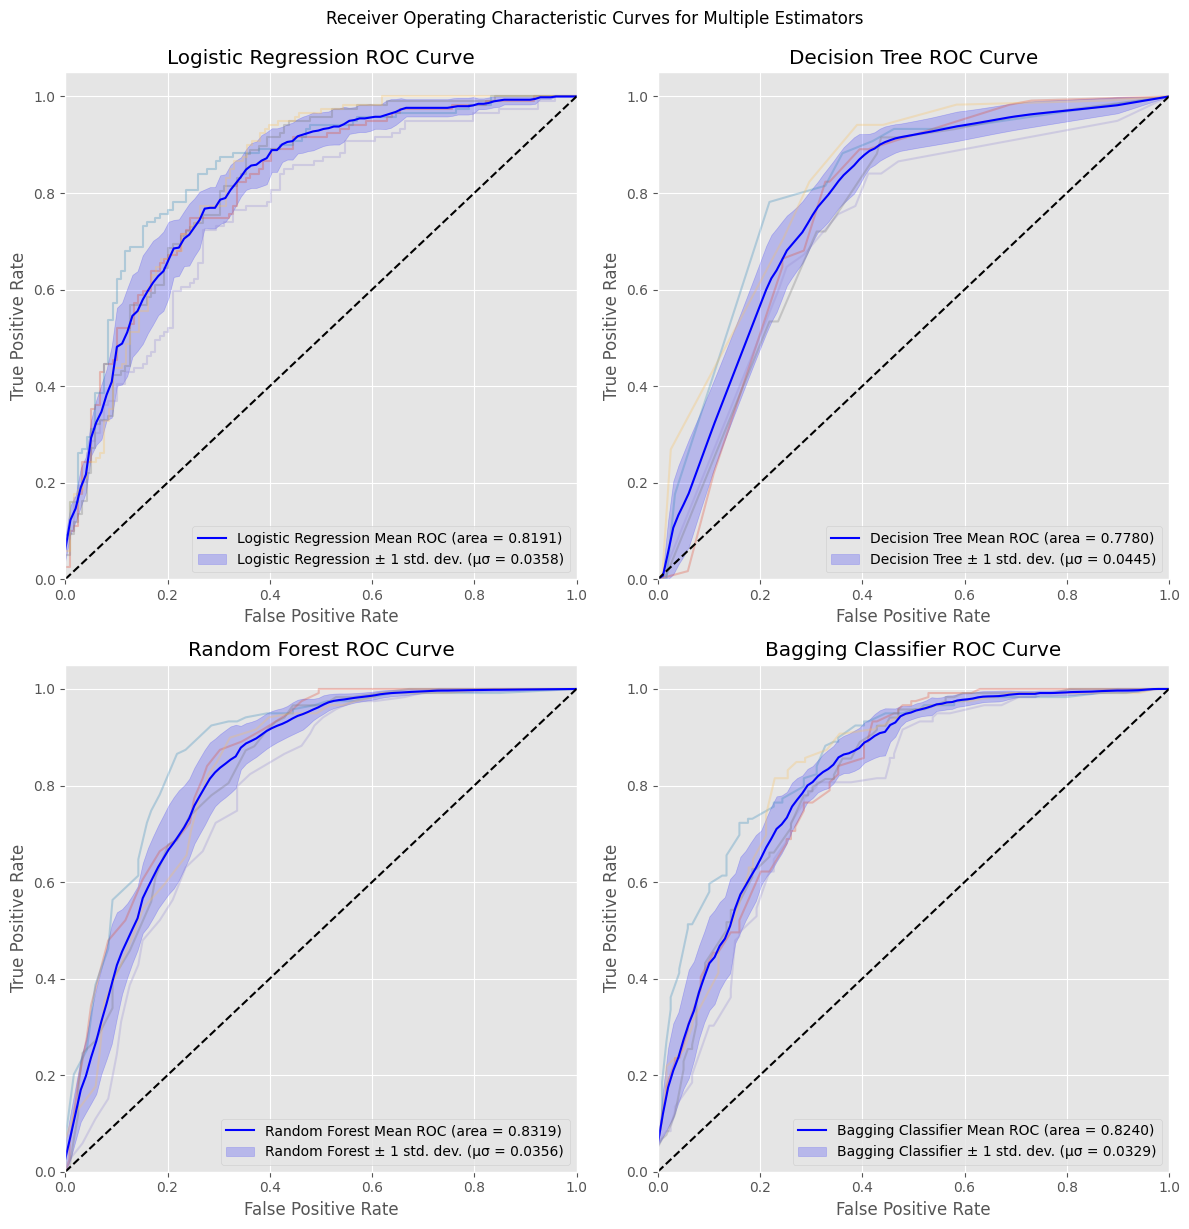 Receiver Operating Characteristic Curves for Multiple Estimators
Logistic Regression ROC Curve
True Positive Rate
1.0
0.8
0.6
0.4
0.2
0.0
Logistic Regression Mean ROC (area = 0.8191)
Logistic Regression ± 1 std. dev. (μσ = 0.0358)
0.0 0.2 0.4 0.6 0.8 1.0
False Positive Rate
Decision Tree ROC Curve
True Positive Rate
1.0
0.8
0.6
0.4
0.2
0.0
Decision Tree Mean ROC (area = 0.7780)
Decision Tree ± 1 std. dev. (μσ = 0.0445)
0.0 0.2 0.4 0.6 0.8 1.0
False Positive Rate
Random Forest ROC Curve
True Positive Rate
1.0
0.8
0.6
0.4
0.2
0.0
Random Forest Mean ROC (area = 0.8319)
Random Forest ± 1 std. dev. (μσ = 0.0356)
0.0 0.2 0.4 0.6 0.8 1.0
False Positive Rate
Bagging Classifier ROC Curve
True Positive Rate
1.0
0.8
0.6
0.4
0.2
0.0
Bagging Classifier Mean ROC (area = 0.8240)
Bagging Classifier ± 1 std. dev. (μσ = 0.0329)
0.0 0.2 0.4 0.6 0.8 1.0
False Positive Rate